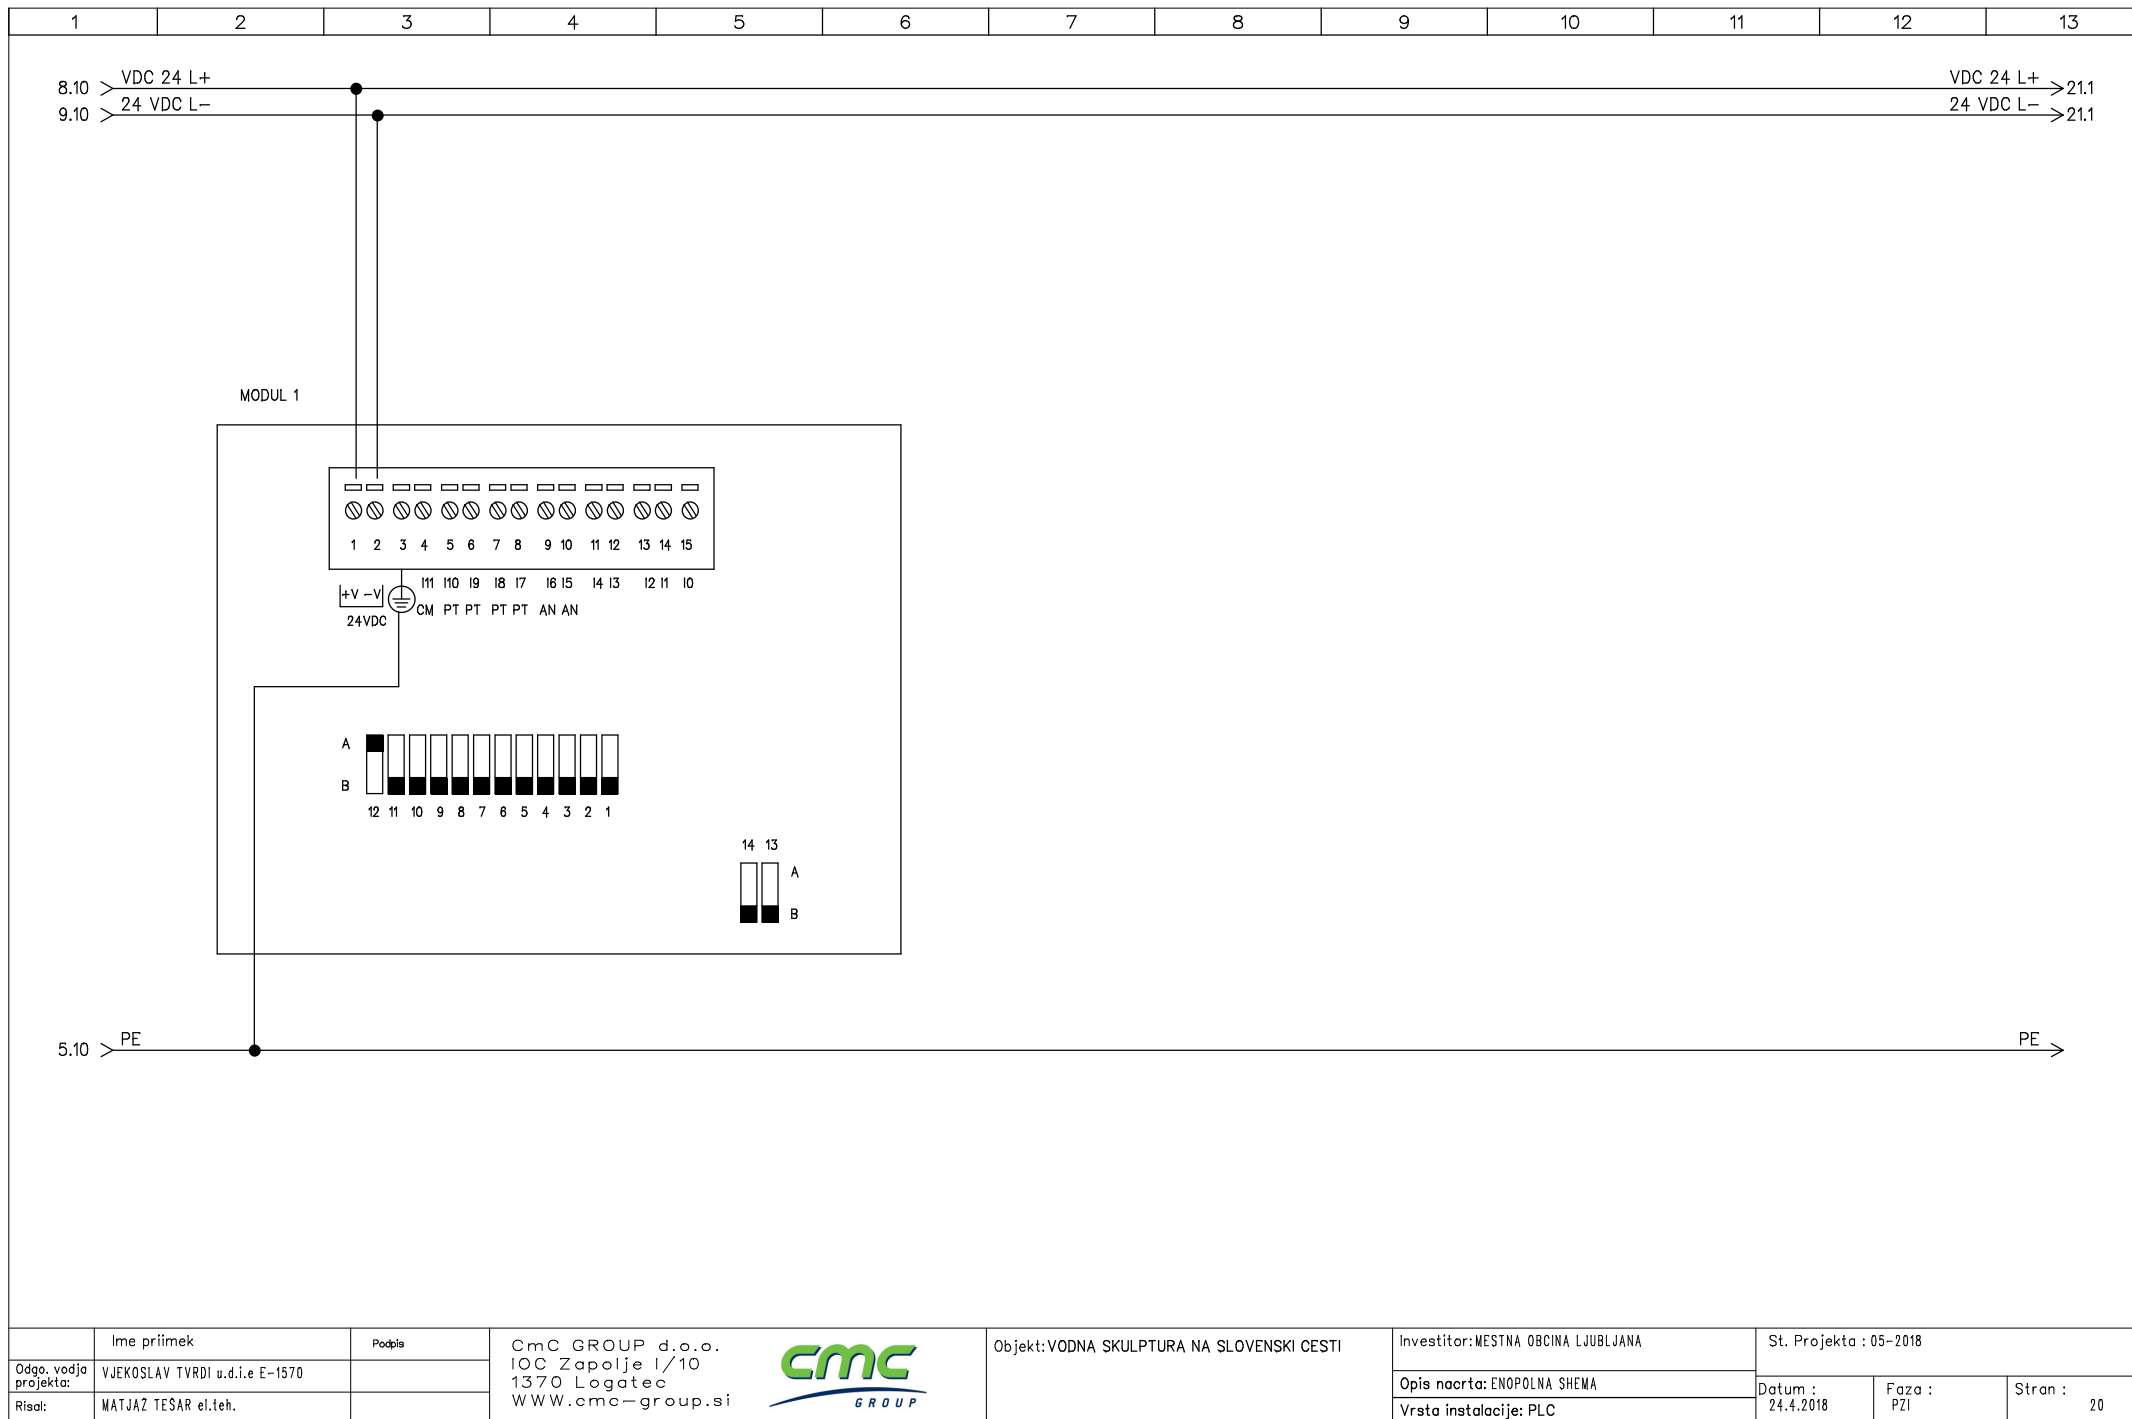 1 2 3 4 5 6 7 8 9 10 11 12 13
8.10 VDC 24 L+ VDC 24 L+ 21.1
9.10 24 VDC L- 24 VDC L- 21.1
MODUL 1
1 2 3 4 5 6 7 8 9 10 11 12 13 14 15
+V -V I11 I10 I9 I8 I7 I6 I5 I4 I3 I2 I1 I0
CM PT PT PT PT AN AN
24VDC
A
B
12 11 10 9 8 7 6 5 4 3 2 1
14 13
A
B
5.10 PE PE
Ime priimek Podpis
Odgo. vodja projekta: VJEKOSLAV TVRDI u.d.i.e E-1570
Risal: MATJAŽ TEŠAR el.teh.
CmC GROUP d.o.o.
IOC Zapolje I/10
1370 Logatec
WWW.cmc-group.si
cmc
GROUP
Objekt: VODNA SKULPTURA NA SLOVENSKI CESTI
Investitor: MESTNA OBCINA LJUBLJANA
Opis nacrta: ENOPOLNA SHEMA
Vrsta instalacije: PLC
St. Projekta : 05-2018
Datum : 24.4.2018
Faza : PZI
Stran : 20